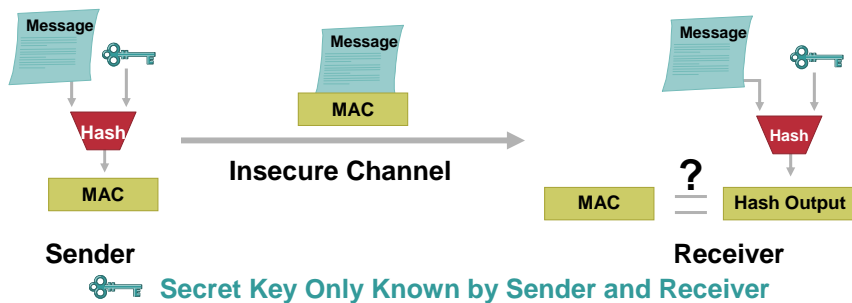 Message
Hash
MAC
Sender
Message
MAC
Insecure Channel
Message
Hash
MAC
?
Hash Output
Receiver
Secret Key Only Known by Sender and Receiver